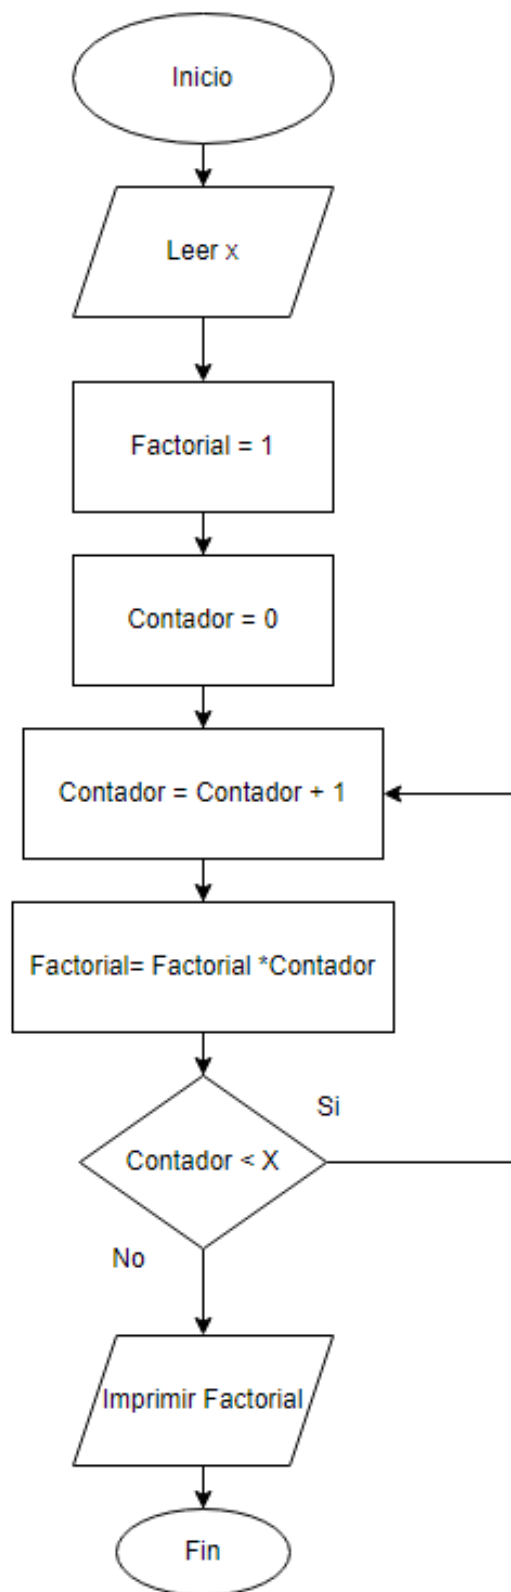 Inicio
Leer x
Factorial = 1
Contador = 0
Contador = Contador + 1
Factorial= Factorial *Contador
Si
Contador < X
No
Imprimir Factorial
Fin